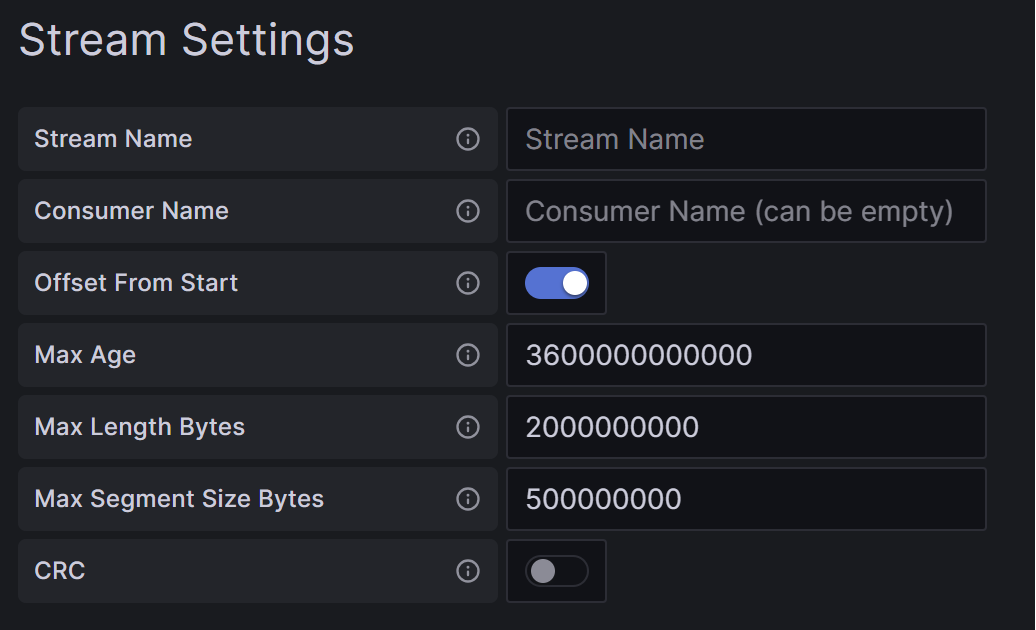 Stream Settings
Stream Name Stream Name
Consumer Name Consumer Name (can be empty)
Offset From Start
Max Age 3600000000000
Max Length Bytes 2000000000
Max Segment Size Bytes 500000000
CRC